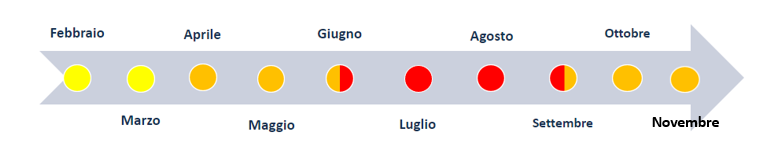 Febbraio
Marzo
Aprile
Maggio
Giugno
Luglio
Agosto
Settembre
Ottobre
Novembre